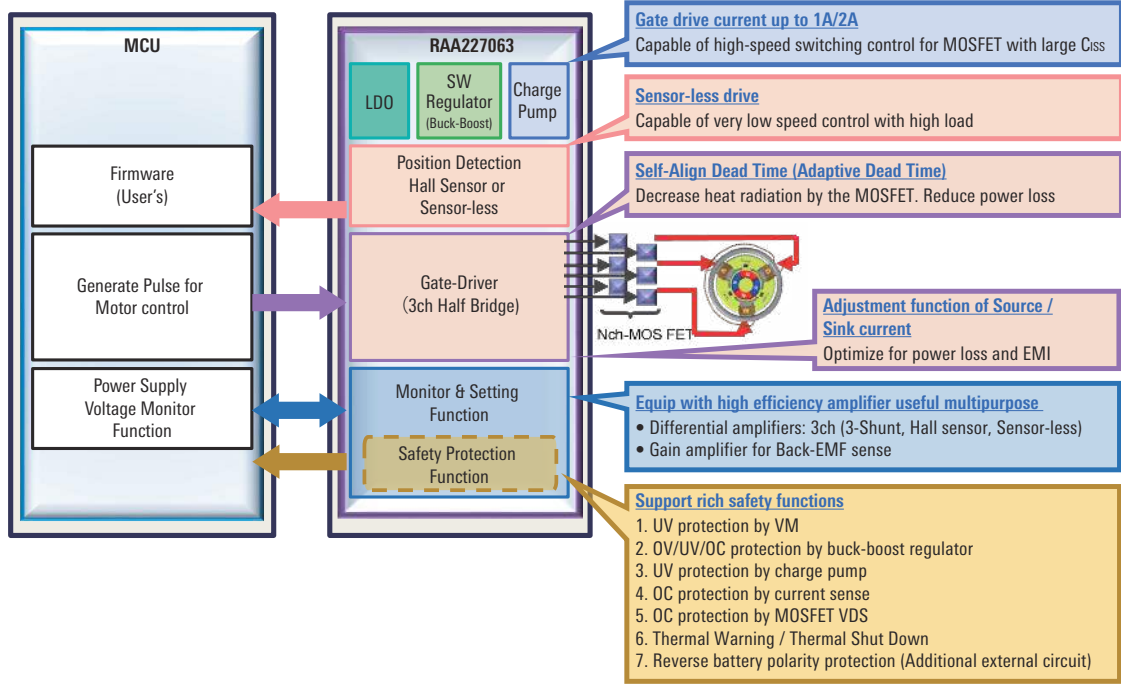 MCU
Firmware
(User's)
Generate Pulse for
Motor control
Power Supply
Voltage Monitor
Function
RAA227063
LDO
SW
Regulator
(Buck-Boost)
Charge
Pump
Position Detection
Hall Sensor or
Sensor-less
Gate-Driver
(3ch Half Bridge)
Monitor & Setting
Function
Safety Protection
Function
Nch-MOS FET
Gate drive current up to 1A/2A
Capable of high-speed switching control for MOSFET with large Ciss
Sensor-less drive
Capable of very low speed control with high load
Self-Align Dead Time (Adaptive Dead Time)
Decrease heat radiation by the MOSFET. Reduce power loss
Adjustment function of Source /
Sink current
Optimize for power loss and EMI
Equip with high efficiency amplifier useful multipurpose
• Differential amplifiers: 3ch (3-Shunt, Hall sensor, Sensor-less)
• Gain amplifier for Back-EMF sense
Support rich safety functions
1. UV protection by VM
2. OV/UV/OC protection by buck-boost regulator
3. UV protection by charge pump
4. OC protection by current sense
5. OC protection by MOSFET VDS
6. Thermal Warning / Thermal Shut Down
7. Reverse battery polarity protection (Additional external circuit)